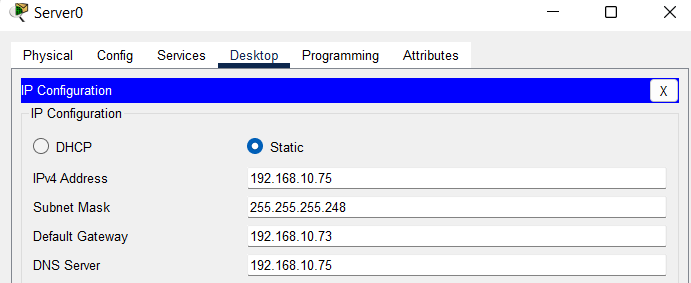 Server0
Physical Config Services Desktop Programming Attributes
IP Configuration X
IP Configuration
DHCP Static
IPv4 Address 192.168.10.75
Subnet Mask 255.255.255.248
Default Gateway 192.168.10.73
DNS Server 192.168.10.75